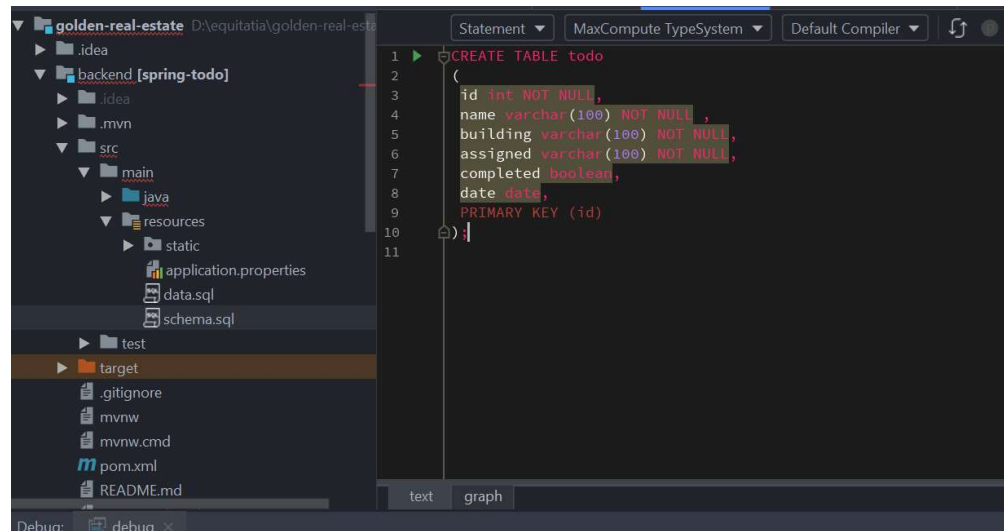 golden-real-estate D:\equitatia\golden-real-esta
.idea
backend [spring-todo]
.idea
.mvn
src
main
java
resources
static
application.properties
data.sql
schema.sql
test
target
.gitignore
mvnw
mvnw.cmd
pom.xml
README.md
Statement MaxCompute TypeSystem Default Compiler
1 CREATE TABLE todo
2 (
3 id int NOT NULL,
4 name varchar(100) NOT NULL ,
5 building varchar(100) NOT NULL,
6 assigned varchar(100) NOT NULL,
7 completed boolean,
8 date date,
9 PRIMARY KEY (id)
10 );
11
text graph
Debug: debug ×